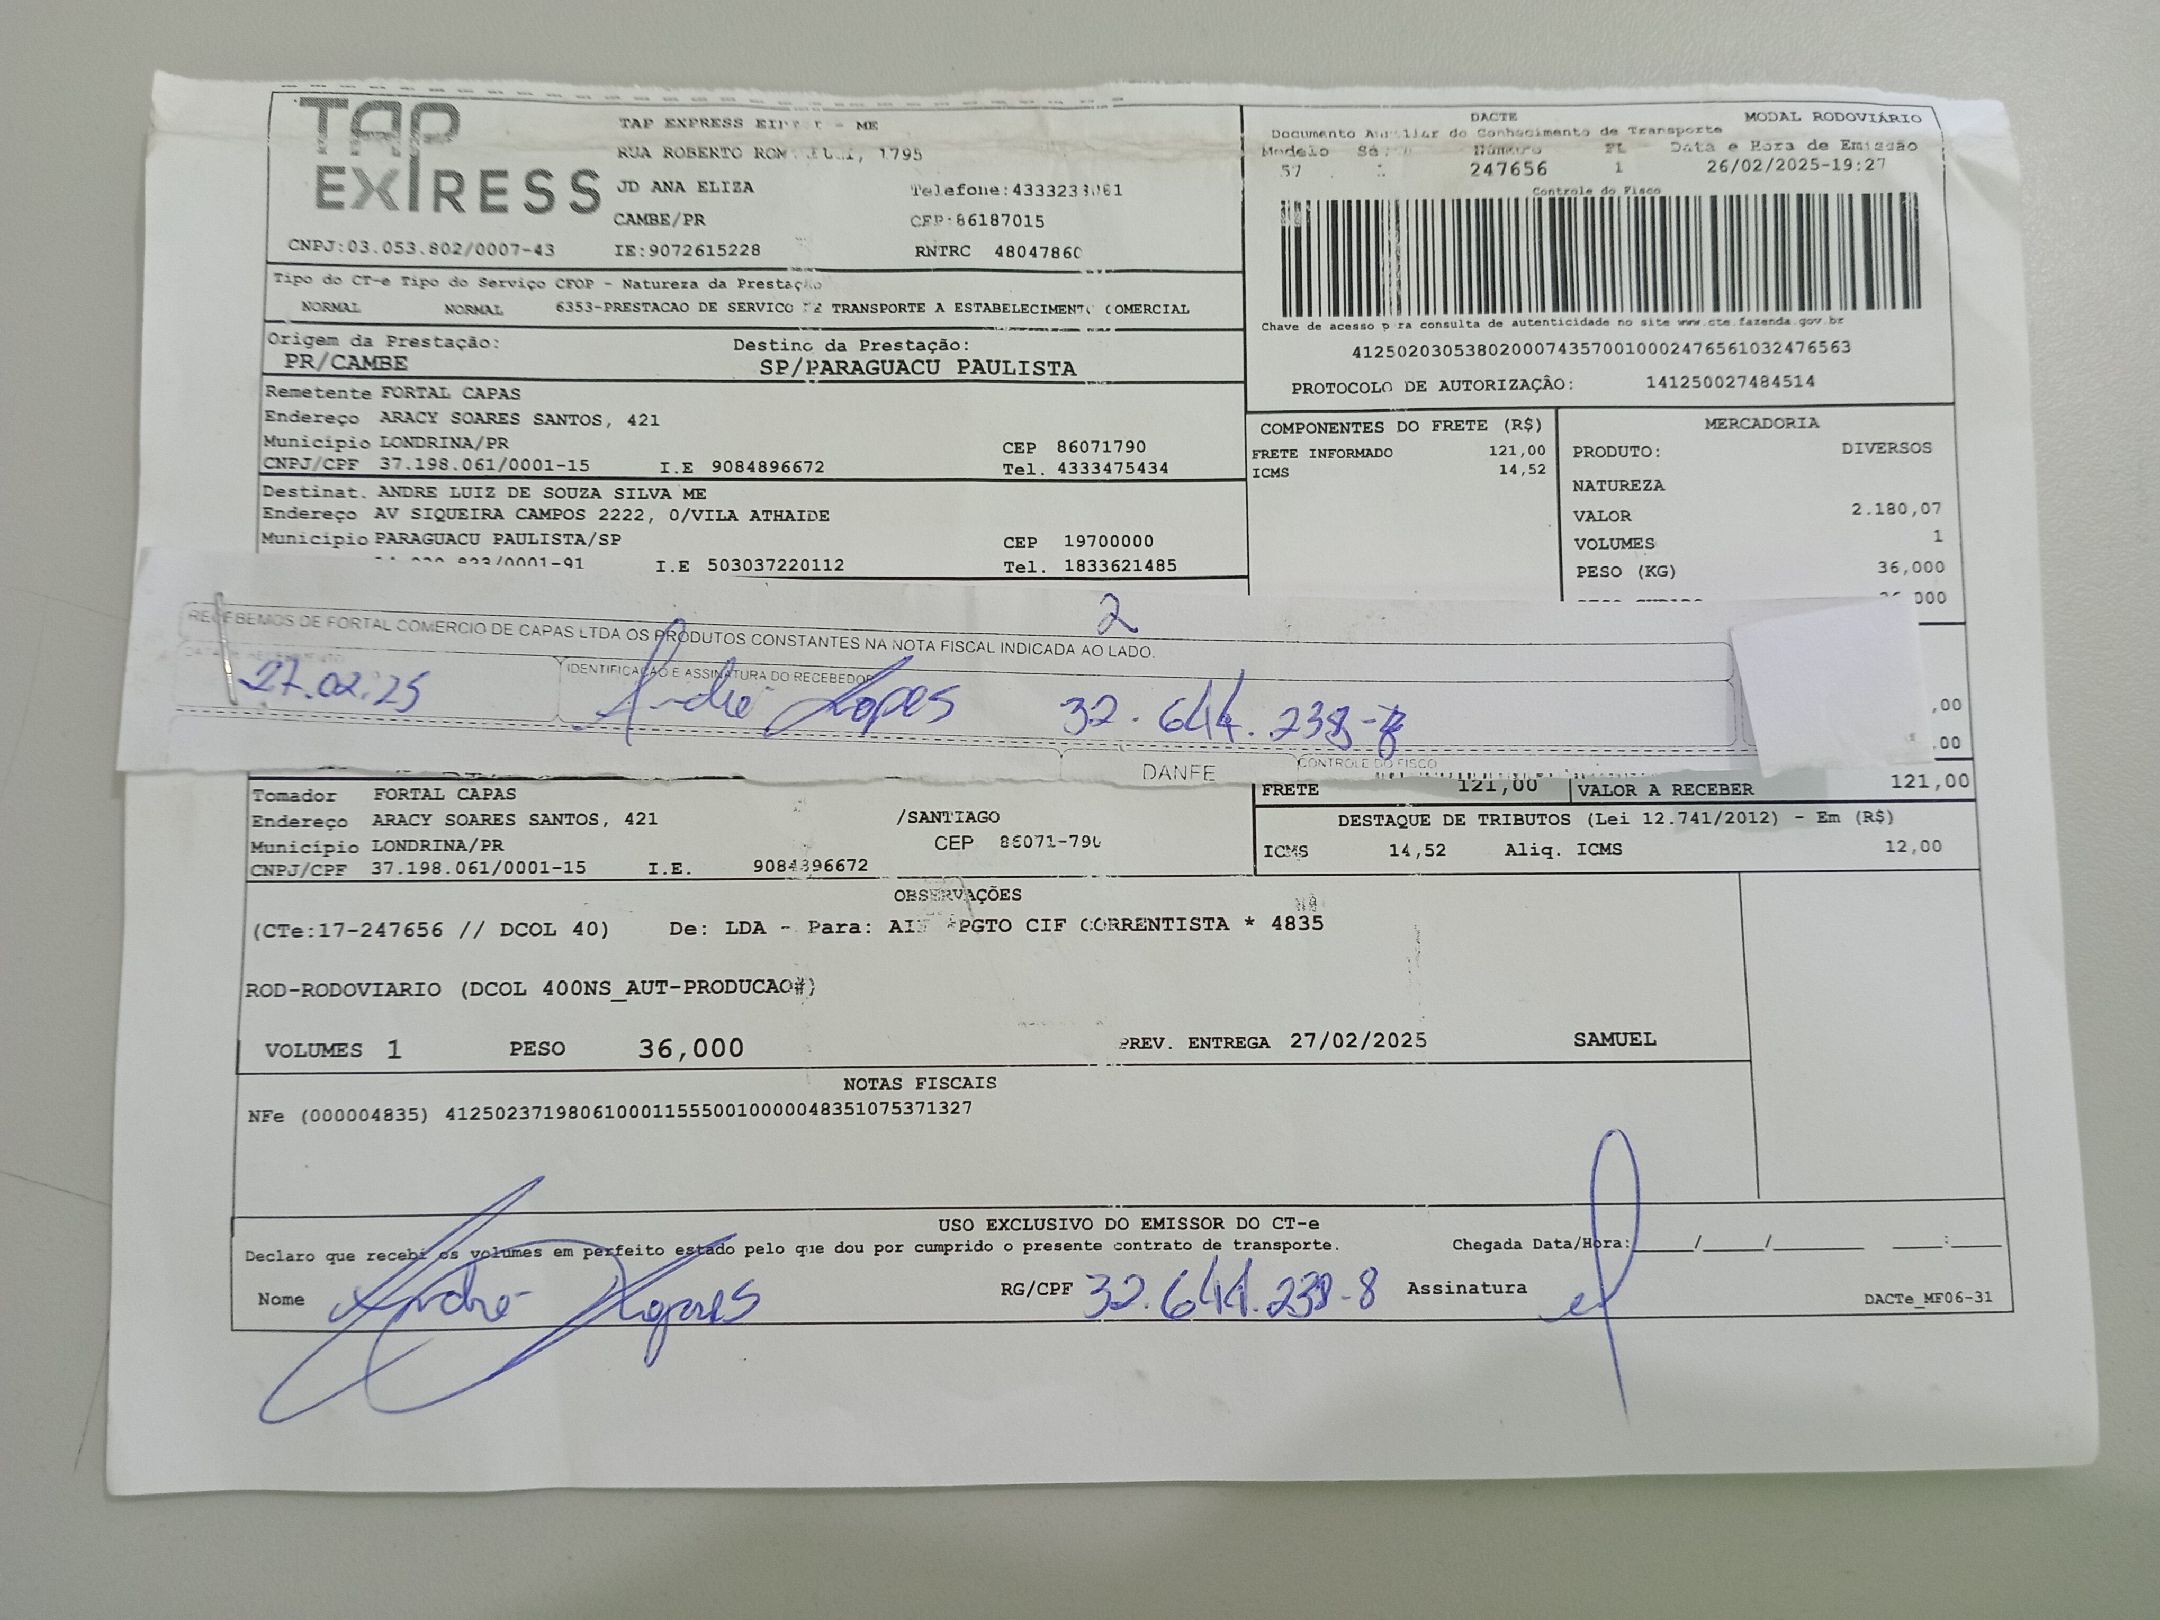 TAP EXPRESS
TAP EXPRESS - ME
RUA ROBERTO 1795
JD ANA ELIZA
CAMBE/PR CEP:86187015
CNPJ:03.053.802/0007-43 IE:9072615228 RNTRC 48047860
DACTE MODAL RODOVIÁRIO
Documento Auxiliar do Conhecimento de Transporte
Modelo Número FL Data e Hora de Emissão
57 247656 1 26/02/2025-19:27
Controle do Fisco
Chave de acesso para consulta de autenticidade no site www.cte.fazenda.gov.br
41250203053802000743570010002476561032476563
PROTOCOLO DE AUTORIZAÇÃO: 141250027484514
Tipo do CT-e Tipo do Serviço CFOP - Natureza da Prestação
NORMAL NORMAL 6353-PRESTACAO DE SERVICO DE TRANSPORTE A ESTABELECIMENTO COMERCIAL
Origem da Prestação: Destino da Prestação:
PR/CAMBE SP/PARAGUACU PAULISTA
Remetente FORTAL CAPAS
Endereço ARACY SOARES SANTOS, 421
Município LONDRINA/PR CEP 86071790
CNPJ/CPF 37.198.061/0001-15 I.E 9084896672 Tel. 4333475434
Destinat. ANDRE LUIZ DE SOUZA SILVA ME
Endereço AV SIQUEIRA CAMPOS 2222, 0/VILA ATHAIDE
Município PARAGUACU PAULISTA/SP CEP 19700000
/0001-91 I.E 503037220112 Tel. 1833621485
COMPONENTES DO FRETE (R$)
FRETE INFORMADO 121,00
ICMS 14,52
MERCADORIA
PRODUTO: DIVERSOS
NATUREZA
VALOR 2.180,07
VOLUMES 1
PESO (KG) 36,000
2
RECEBEMOS DE FORTAL COMERCIO DE CAPAS LTDA OS PRODUTOS CONSTANTES NA NOTA FISCAL INDICADA AO LADO.
IDENTIFICAÇÃO E ASSINATURA DO RECEBEDOR
27.02.25 André Lopes 32.644.238-8
,00
,00
DANFE CONTROLE DO FISCO
FRETE 121,00 VALOR A RECEBER 121,00
Tomador FORTAL CAPAS
Endereço ARACY SOARES SANTOS, 421 /SANTIAGO
Município LONDRINA/PR CEP 86071-790
CNPJ/CPF 37.198.061/0001-15 I.E. 9084896672
DESTAQUE DE TRIBUTOS (Lei 12.741/2012) - Em (R$)
ICMS 14,52 Aliq. ICMS 12,00
OBSERVAÇÕES
(CTe:17-247656 // DCOL 40) De: LDA - Para: *PGTO CIF CORRENTISTA * 4835
ROD-RODOVIARIO (DCOL 400NS_AUT-PRODUCAO#)
VOLUMES 1 PESO 36,000 PREV. ENTREGA 27/02/2025 SAMUEL
NOTAS FISCAIS
NFe (000004835) 41250237198061000115550010000048351075371327
USO EXCLUSIVO DO EMISSOR DO CT-e
Declaro que recebi os volumes em perfeito estado pelo que dou por cumprido o presente contrato de transporte. Chegada Data/Hora:____/____/______ ___:____
Nome André Lopes RG/CPF 32.644.238-8 Assinatura
DACTe_MF06-31